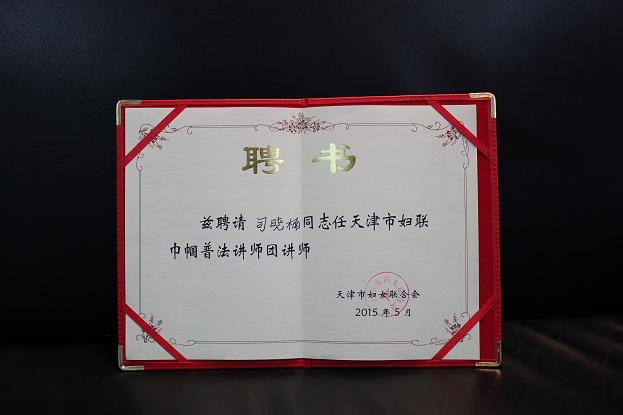 聘书
兹聘请 司晓楠同志任天津市妇联
巾帼普法讲师团讲师
天津市妇女联合会
2015年5月